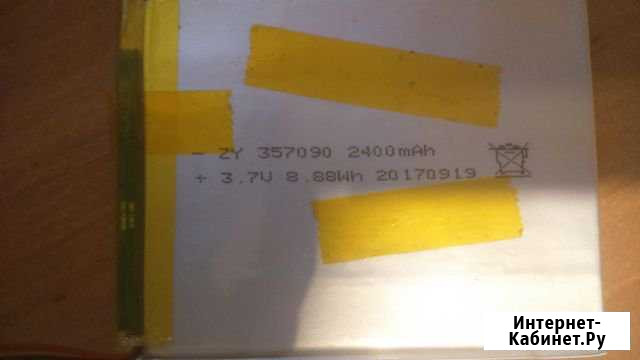 - ZY 357090 2400mAh
+ 3.7V 8.88Wh 20170919
Интернет-
Кабинет.Ру